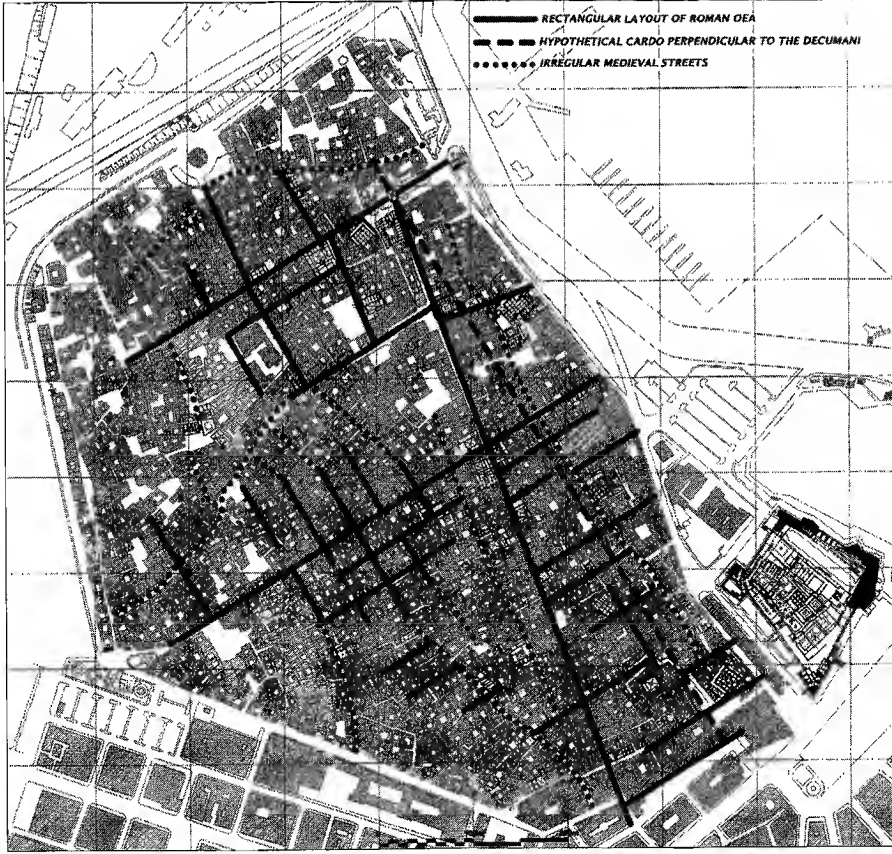 RECTANGULAR LAYOUT OF ROMAN OEA
HYPOTHETICAL CARDO PERPENDICULAR TO THE DECUMANI
IRREGULAR MEDIEVAL STREETS